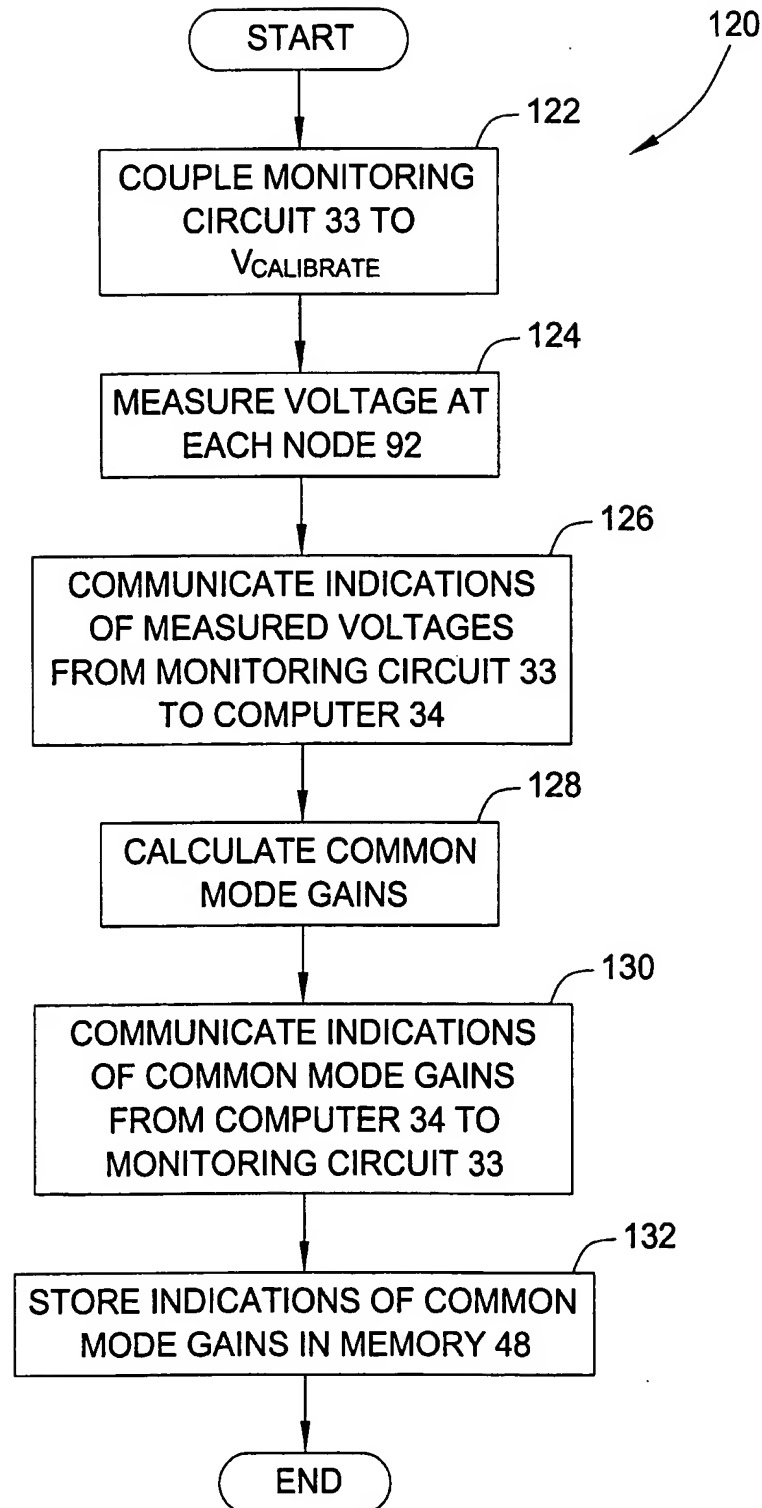 START
120
122
COUPLE MONITORING
CIRCUIT 33 TO
VCALIBRATE
124
MEASURE VOLTAGE AT
EACH NODE 92
126
COMMUNICATE INDICATIONS
OF MEASURED VOLTAGES
FROM MONITORING CIRCUIT 33
TO COMPUTER 34
128
CALCULATE COMMON
MODE GAINS
130
COMMUNICATE INDICATIONS
OF COMMON MODE GAINS
FROM COMPUTER 34 TO
MONITORING CIRCUIT 33
132
STORE INDICATIONS OF COMMON
MODE GAINS IN MEMORY 48
END